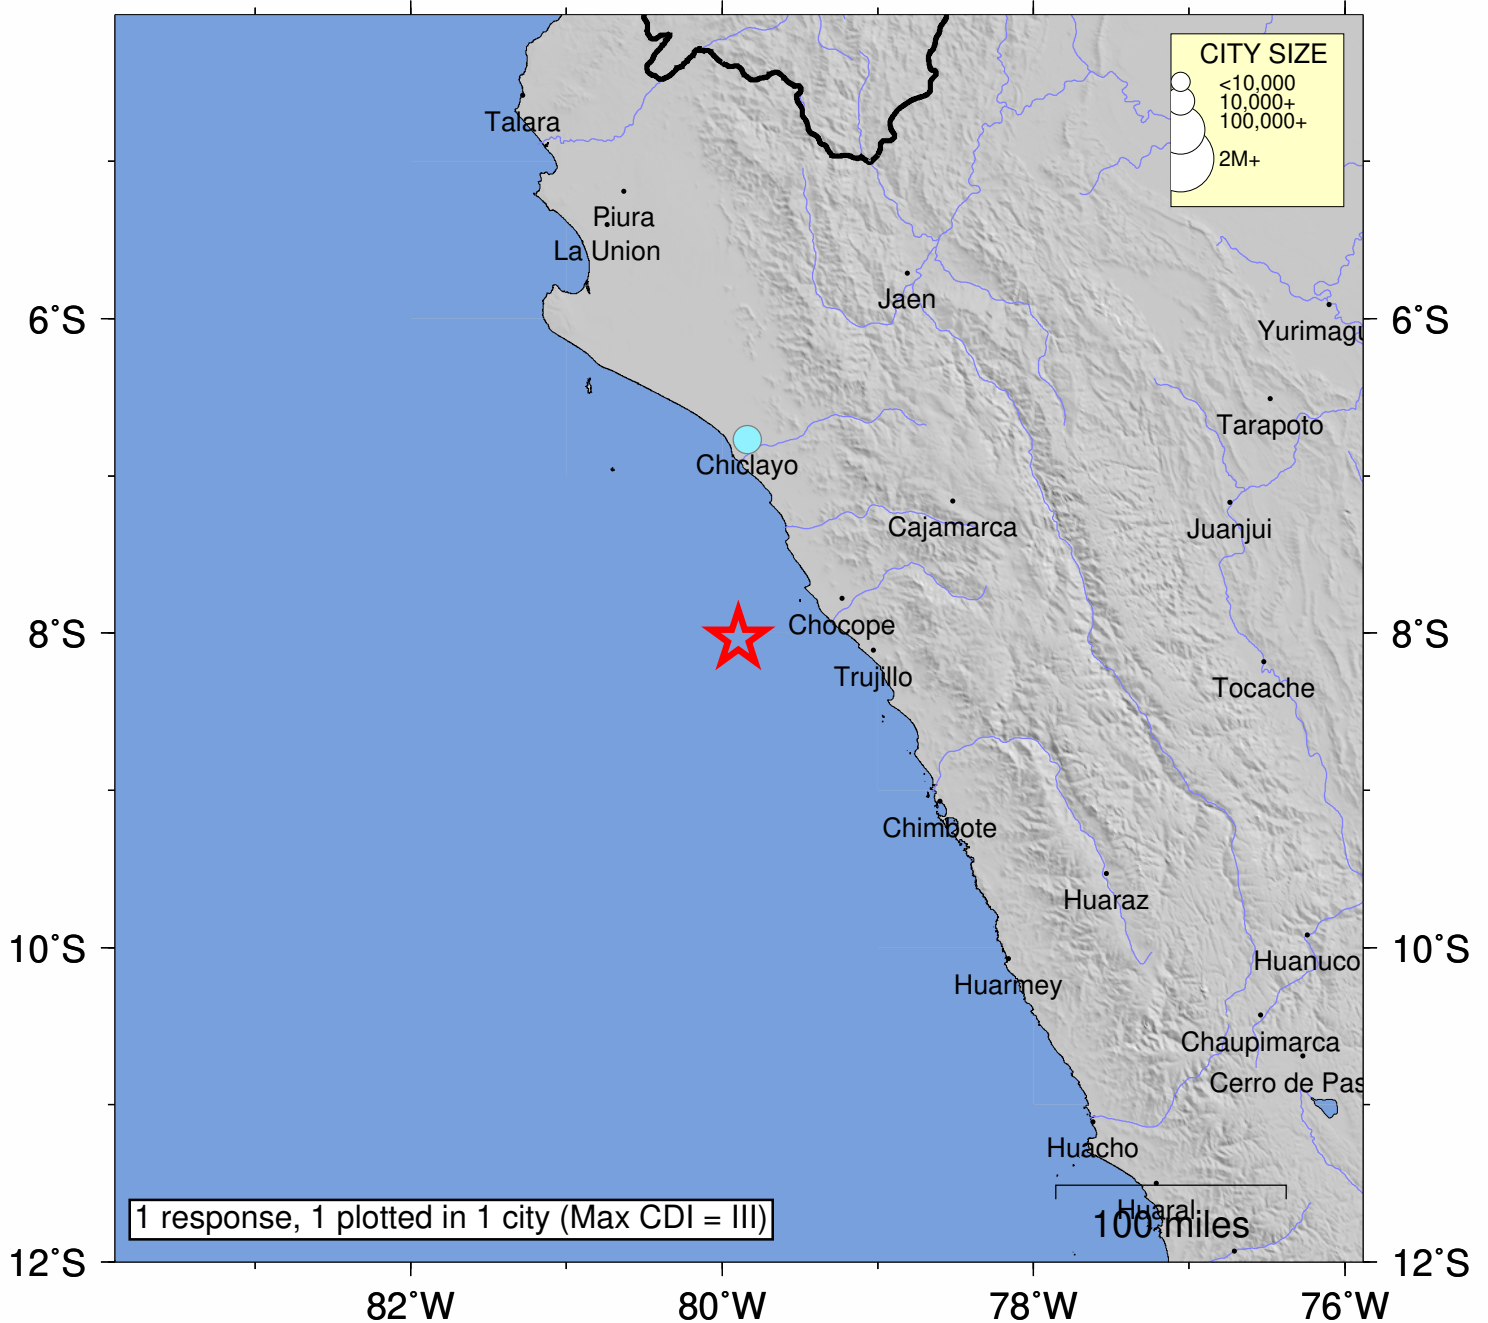 CITY SIZE
<10,000
10,000+
100,000+
2M+
Talara
Piura
La Union
Jaen
6°S
6°S
Yurimagu
Tarapoto
Chiclayo
Cajamarca
Juanjui
Chocope
8°S
8°S
Trujillo
Tocache
Chimbote
Huaraz
10°S
10°S
Huanuco
Huarmey
Chaupimarca
Cerro de Pas
Huacho
Huaral
100 miles
1 response, 1 plotted in 1 city (Max CDI = III)
12°S
12°S
82°W
80°W
78°W
76°W